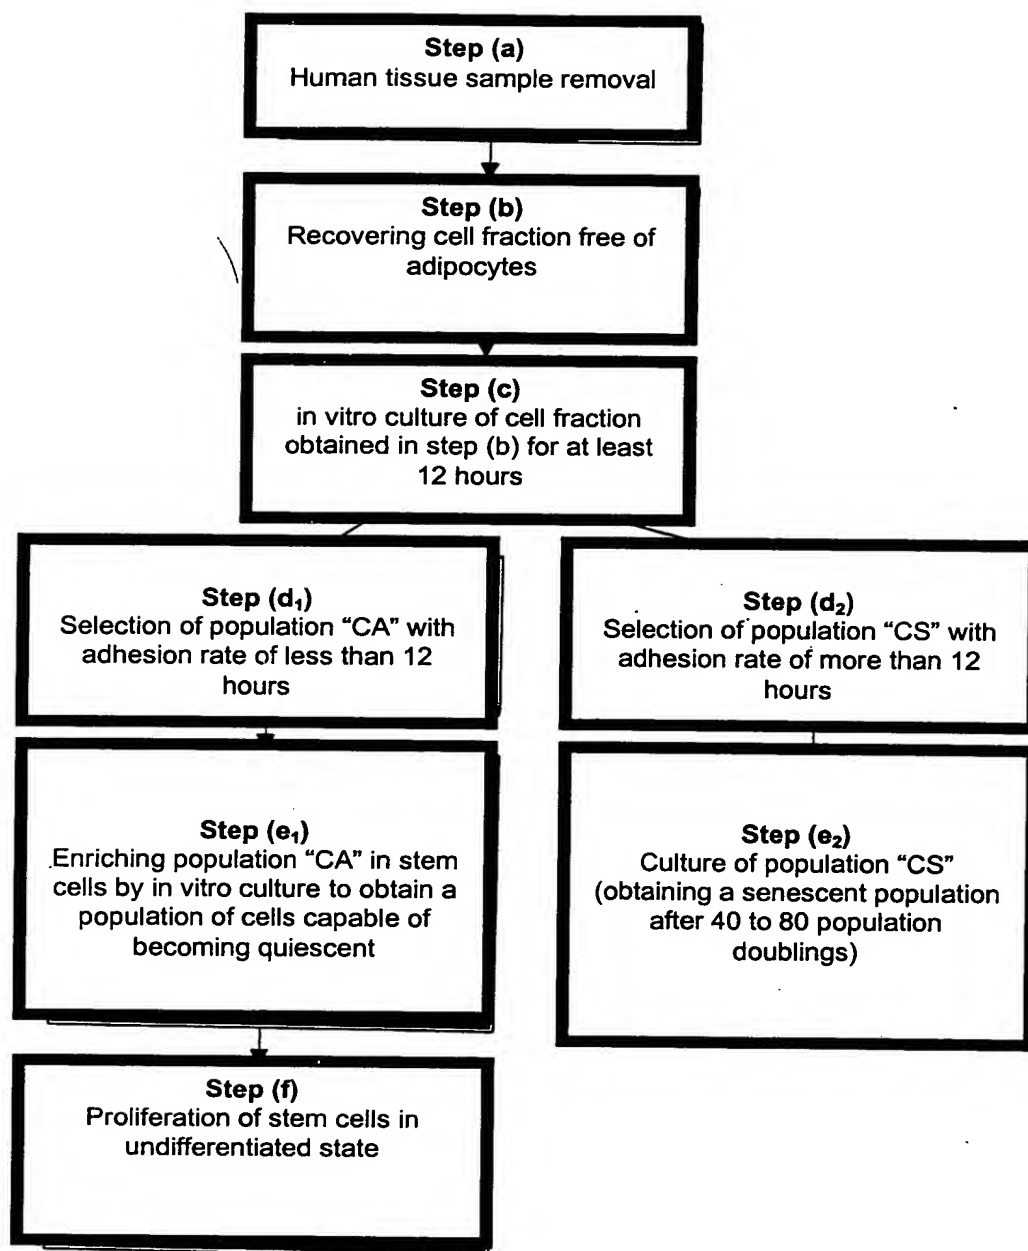 Step (a)
Human tissue sample removal
Step (b)
Recovering cell fraction free of
adipocytes
Step (c)
in vitro culture of cell fraction
obtained in step (b) for at least
12 hours
Step (d₁)
Selection of population “CA” with
adhesion rate of less than 12
hours
Step (d₂)
Selection of population “CS” with
adhesion rate of more than 12
hours
Step (e₁)
Enriching population “CA” in stem
cells by in vitro culture to obtain a
population of cells capable of
becoming quiescent
Step (e₂)
Culture of population “CS”
(obtaining a senescent population
after 40 to 80 population
doublings)
Step (f)
Proliferation of stem cells in
undifferentiated state